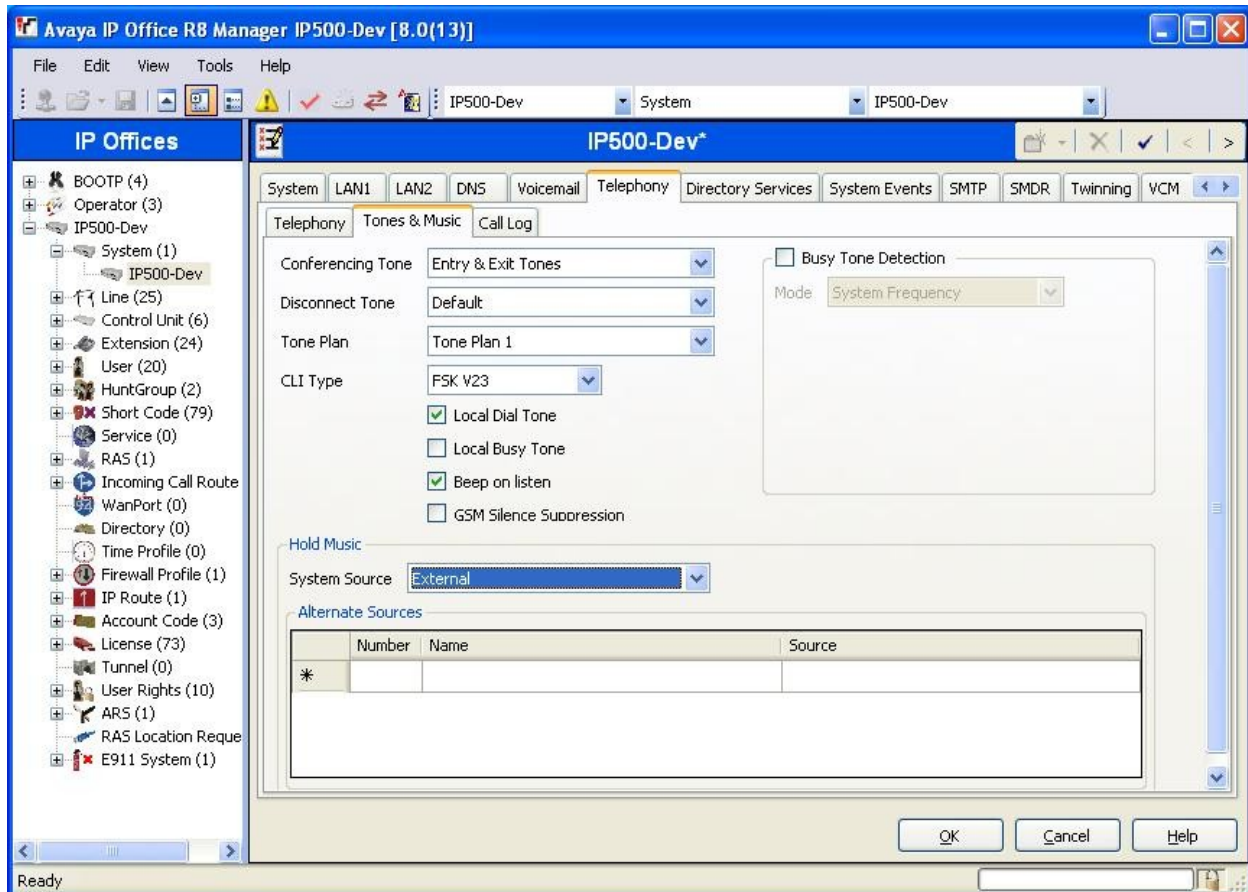 Avaya IP Office R8 Manager IP500-Dev [8.0(13)]
File Edit View Tools Help
IP500-Dev System IP500-Dev
IP Offices
BOOTP (4)
Operator (3)
IP500-Dev
System (1)
IP500-Dev
Line (25)
Control Unit (6)
Extension (24)
User (20)
HuntGroup (2)
Short Code (79)
Service (0)
RAS (1)
Incoming Call Route
WanPort (0)
Directory (0)
Time Profile (0)
Firewall Profile (1)
IP Route (1)
Account Code (3)
License (73)
Tunnel (0)
User Rights (10)
ARS (1)
RAS Location Reque
E911 System (1)
IP500-Dev*
System LAN1 LAN2 DNS Voicemail Telephony Directory Services System Events SMTP SMDR Twinning VCM
Telephony Tones & Music Call Log
Conferencing Tone Entry & Exit Tones
Disconnect Tone Default
Tone Plan Tone Plan 1
CLI Type FSK V23
Local Dial Tone
Local Busy Tone
Beep on listen
GSM Silence Suppression
Busy Tone Detection
Mode System Frequency
Hold Music
System Source External
Alternate Sources
Number Name Source
*
OK Cancel Help
Ready